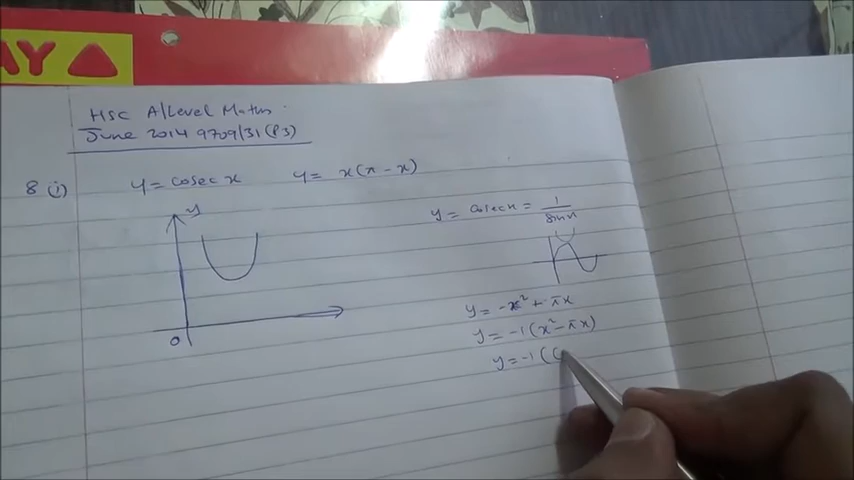 AY
HSC A/Level Maths
June 2014 9709/31 (P3)
8 (i) y = cosec x y = x(π - x)
y
0
y = cosec x = 1/sin x
y = -x² + πx
y = -1(x² - πx)
y = -1((